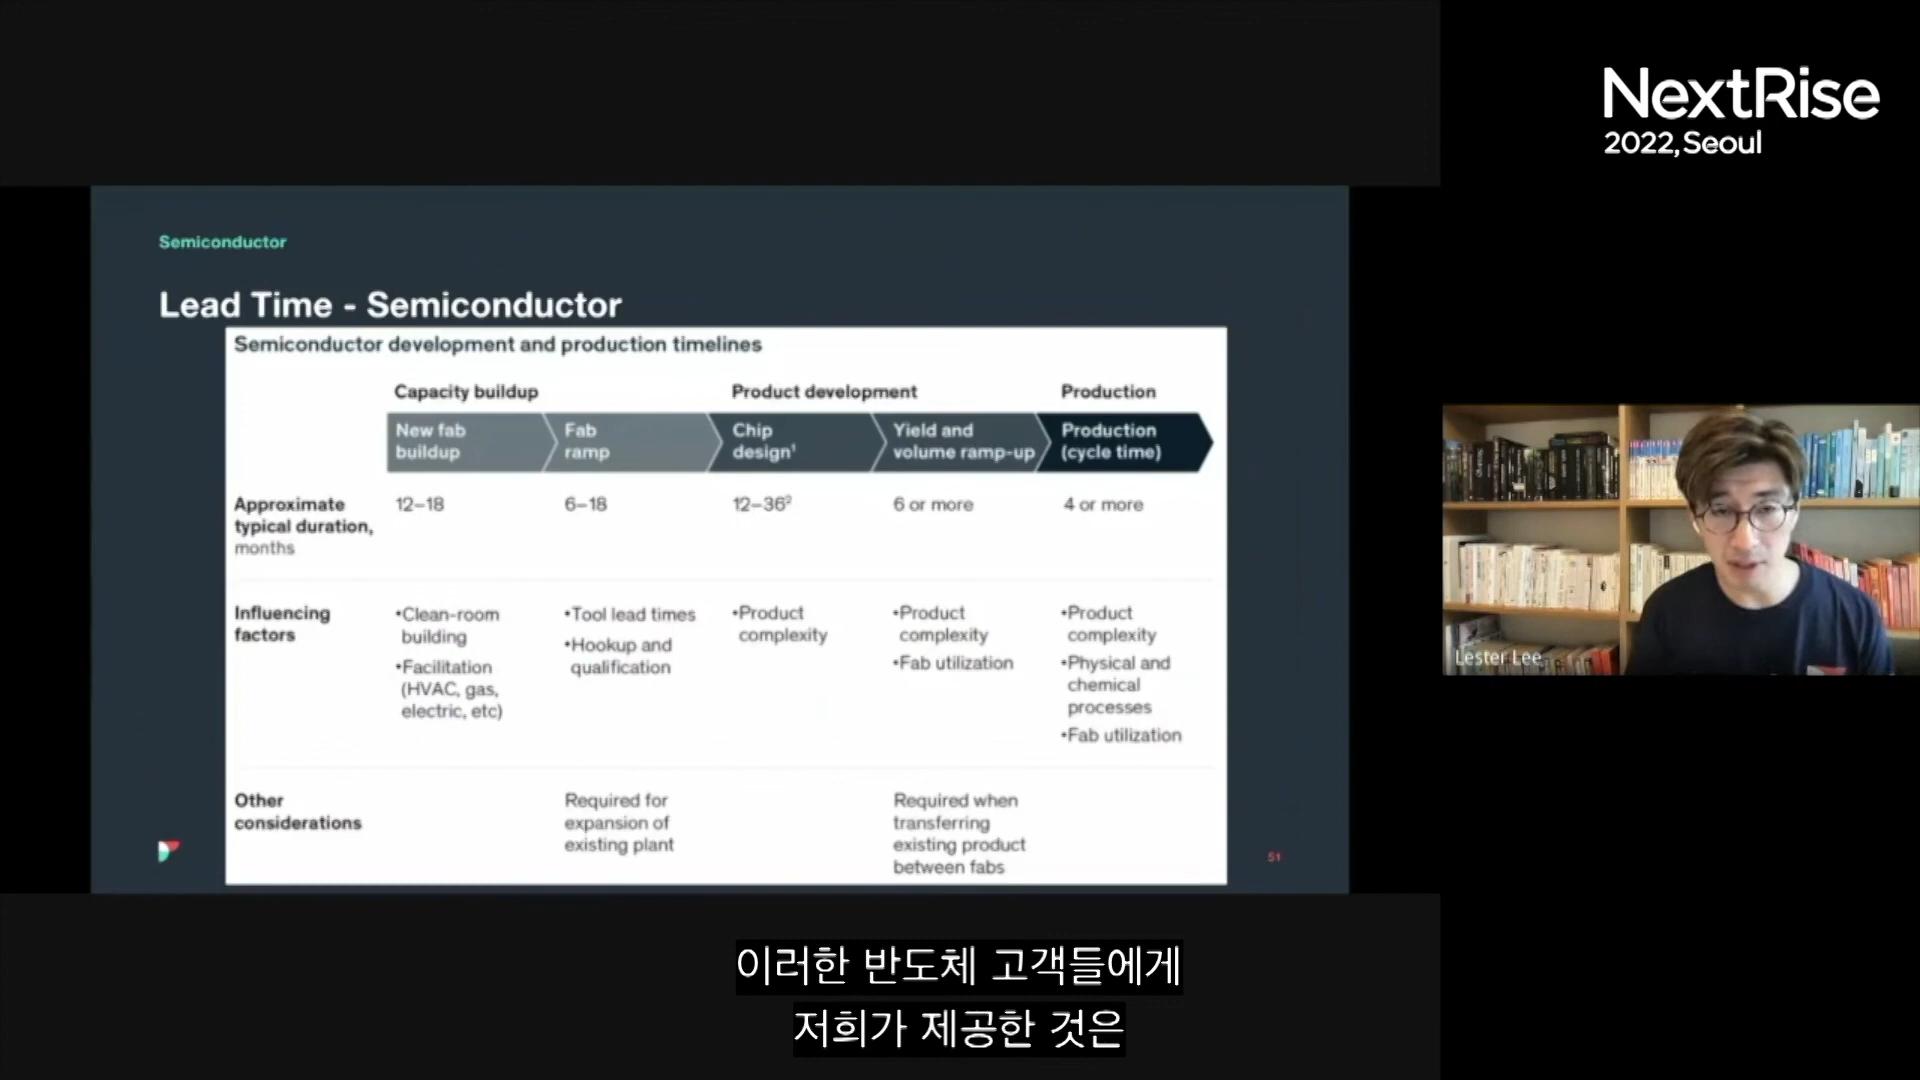 NextRise
2022, Seoul
Semiconductor
Lead Time - Semiconductor
Semiconductor development and production timelines
Capacity buildup
Product development
Production
New fab
buildup
Fab
ramp
Chip
design¹
Yield and
volume ramp-up
Production
(cycle time)
Approximate
typical duration,
months
12–18
6–18
12–36²
6 or more
4 or more
Influencing
factors
•Clean-room
building
•Facilitation
(HVAC, gas,
electric, etc)
•Tool lead times
•Hookup and
qualification
•Product
complexity
•Product
complexity
•Fab utilization
•Product
complexity
•Physical and
chemical
processes
•Fab utilization
Other
considerations
Required for
expansion of
existing plant
Required when
transferring
existing product
between fabs
51
Lester Lee
이러한 반도체 고객들에게
저희가 제공한 것은